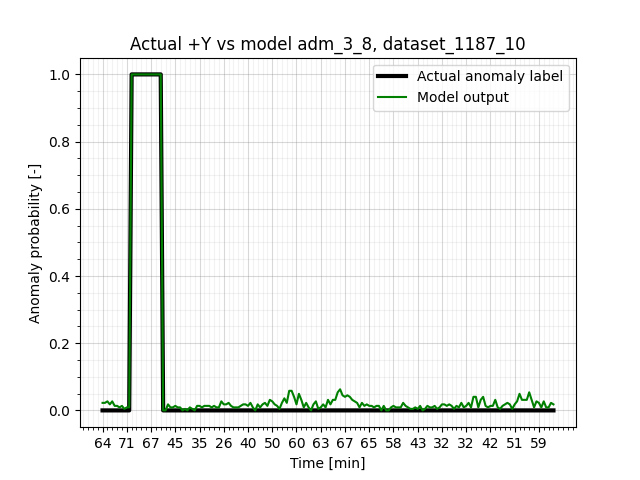 Actual +Y vs model adm_3_8, dataset_1187_10
Actual anomaly label
Model output
Anomaly probability [-]
1.0
0.8
0.6
0.4
0.2
0.0
64 71 67 45 35 26 40 50 60 63 67 65 58 43 32 32 42 51 59
Time [min]